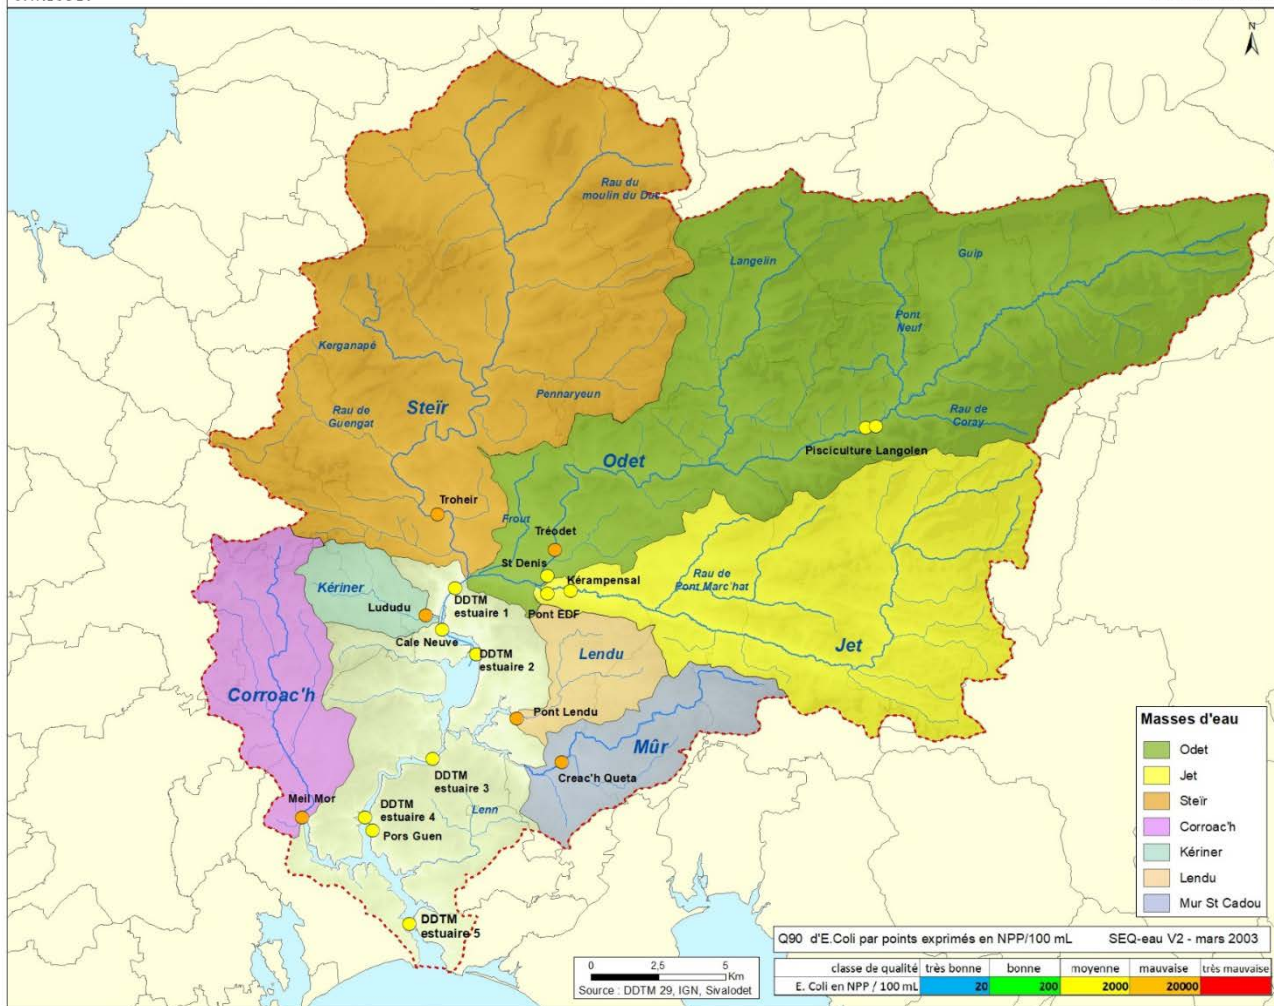 N
Rau du
moulin du Duc
Langelin
Guip
Pont
Neuf
Kerganapé
Pennaryeun
Rau de
Guengat
Steïr
Rau de
Coray
Pisciculture Langolen
Odet
Troheir
Frout
Tréodet
St Denis
Kérampensal
Rau de
Pont Marc'hat
Kériner
DDTM
estuaire 1
Pont EDF
Lududu
Cale Neuve
DDTM
estuaire 2
Lendu
Jet
Corroac'h
Pont Lendu
Mûr
Creac'h Queta
DDTM
estuaire 3
Meil Mor
DDTM
estuaire 4
Lenn
Pors Guen
DDTM
estuaire 5
Masses d'eau
Odet
Jet
Steïr
Corroac'h
Kériner
Lendu
Mur St Cadou
0 2,5 5
Km
Source : DDTM 29, IGN, Sivalodet
Q90 d'E.Coli par points exprimés en NPP/100 mL SEQ-eau V2 - mars 2003
classe de qualité très bonne bonne moyenne mauvaise très mauvaise
E. Coli en NPP / 100 mL 20 200 2000 20000